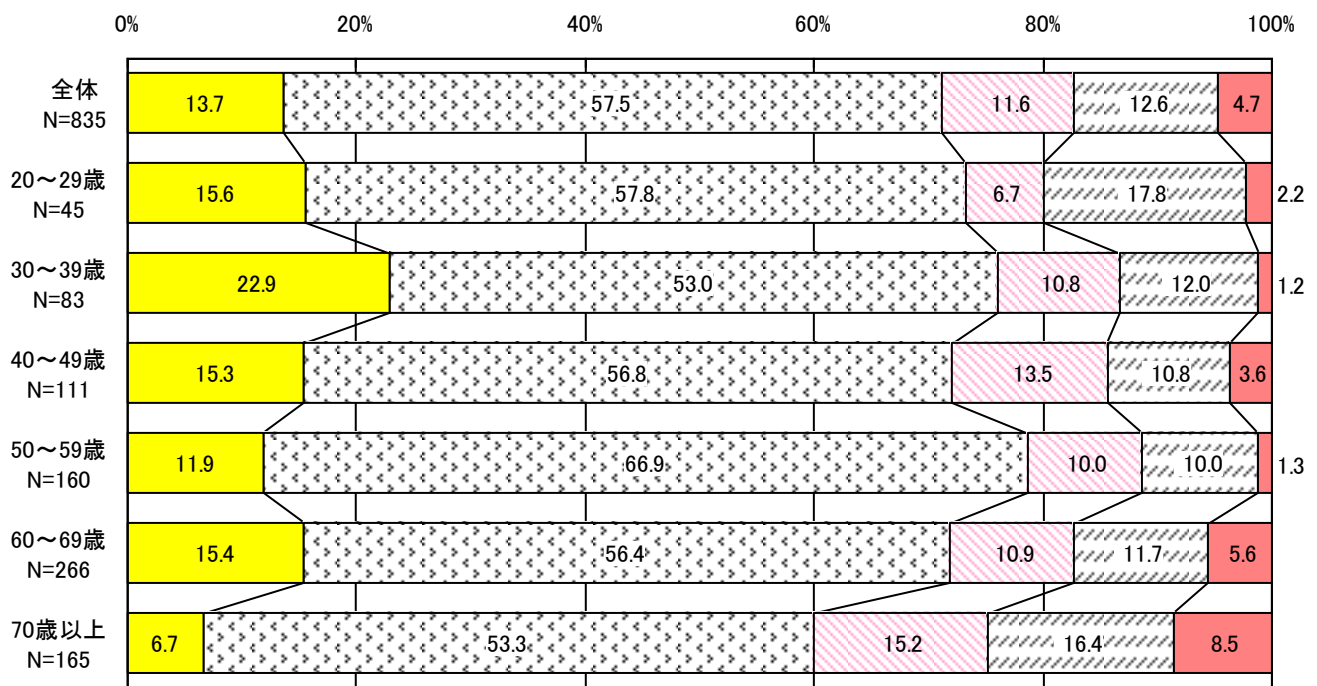 0% 20% 40% 60% 80% 100%
全体
N=835
13.7 57.5 11.6 12.6 4.7
20～29歳
N=45
15.6 57.8 6.7 17.8 2.2
30～39歳
N=83
22.9 53.0 10.8 12.0 1.2
40～49歳
N=111
15.3 56.8 13.5 10.8 3.6
50～59歳
N=160
11.9 66.9 10.0 10.0 1.3
60～69歳
N=266
15.4 56.4 10.9 11.7 5.6
70歳以上
N=165
6.7 53.3 15.2 16.4 8.5